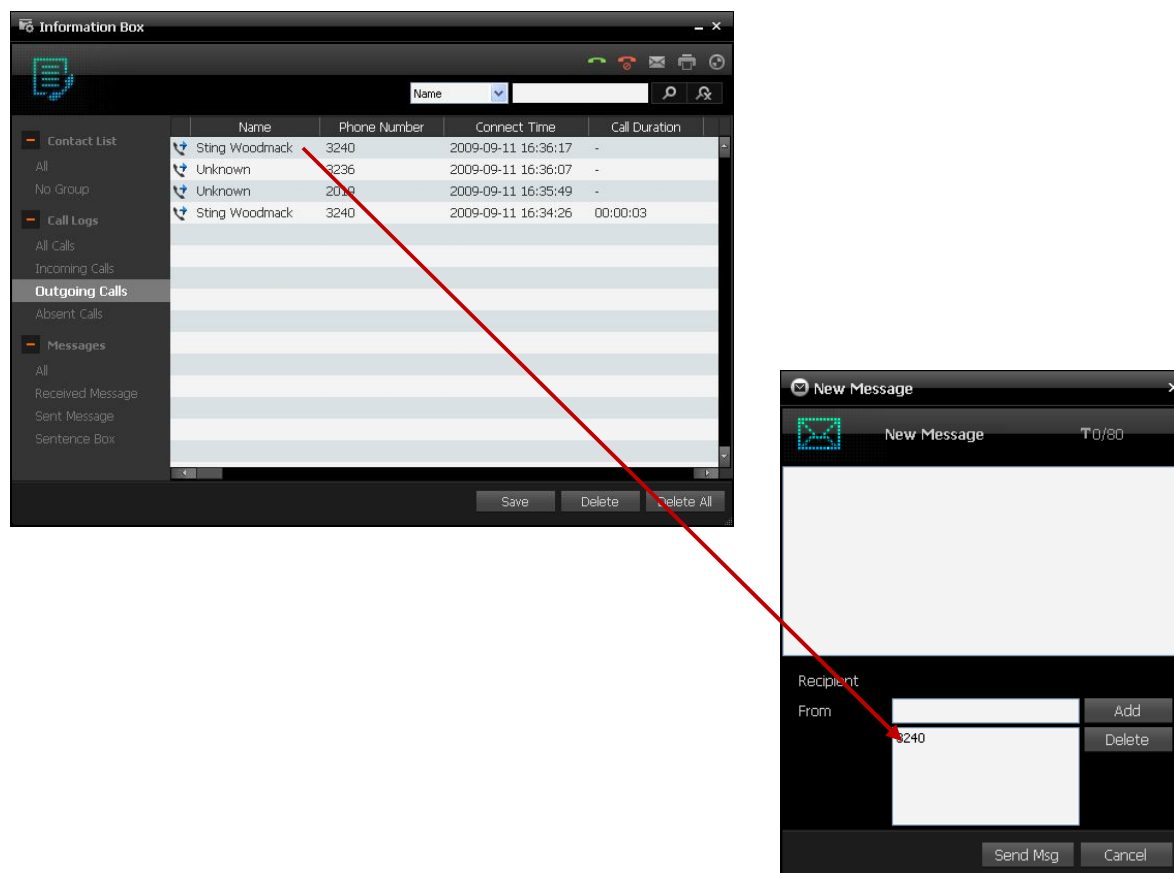 Information Box
Name
Name Phone Number Connect Time Call Duration
Contact List
All
No Group
Call Logs
All Calls
Incoming Calls
Outgoing Calls
Absent Calls
Messages
All
Received Message
Sent Message
Sentence Box
Sting Woodmack 3240 2009-09-11 16:36:17 -
Unknown 3236 2009-09-11 16:36:07 -
Unknown 2019 2009-09-11 16:35:49 -
Sting Woodmack 3240 2009-09-11 16:34:26 00:00:03
Save Delete Delete All
New Message
New Message T0/80
Recipient
From
Add
3240
Delete
Send Msg Cancel